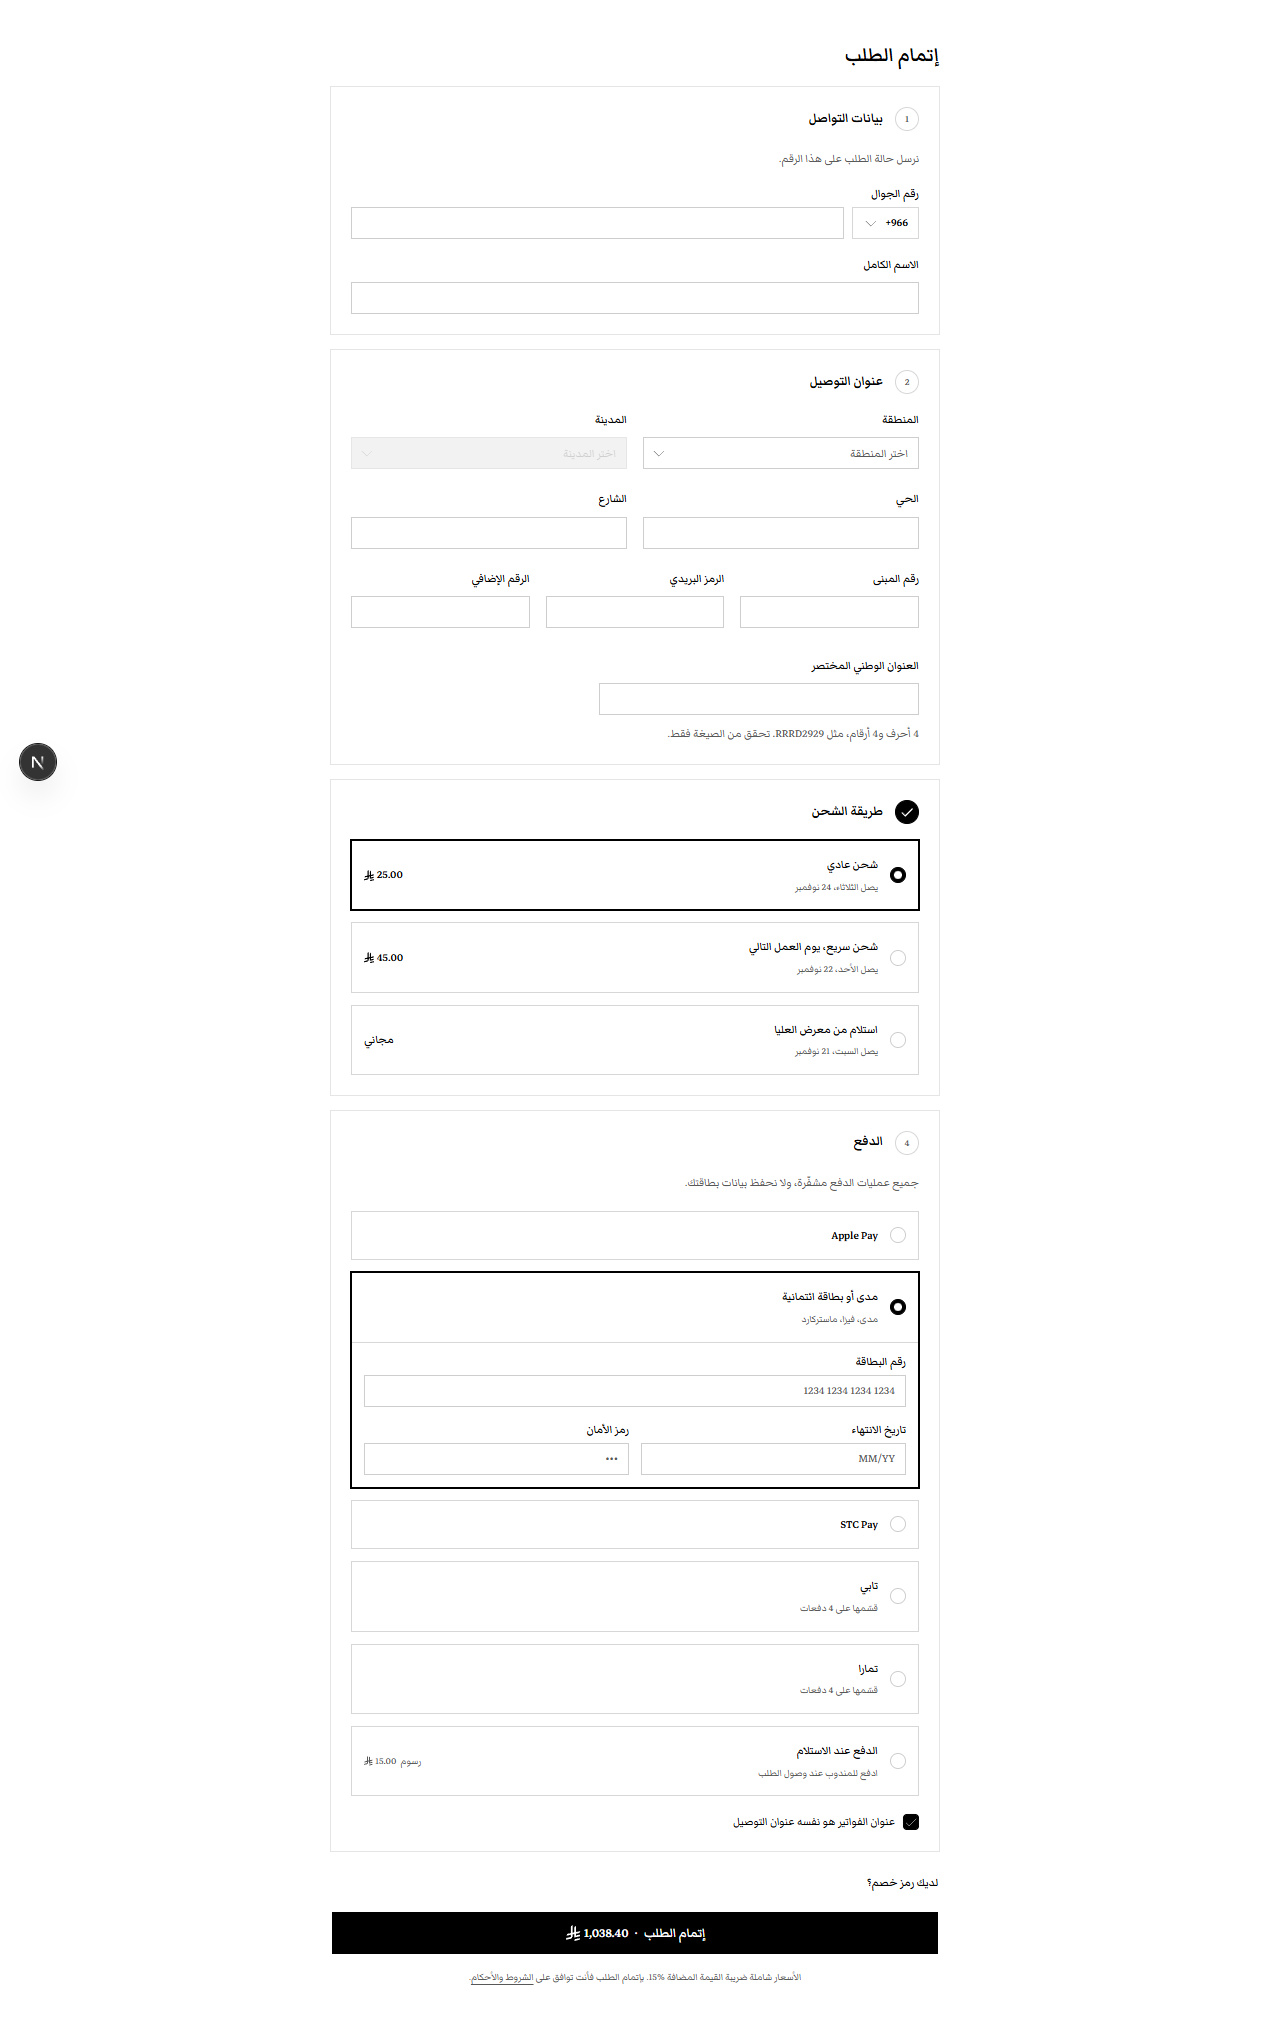 إتمام الطلب
1 بيانات التواصل
نرسل حالة الطلب على هذا الرقم.
رقم الجوال
+966
الاسم الكامل
2 عنوان التوصيل
المنطقة المدينة
اختر المنطقة اختر المدينة
الحي الشارع
رقم المبنى الرمز البريدي الرقم الإضافي
العنوان الوطني المختصر
4 أحرف و4 أرقام، مثل RRRD2929. تحقق من الصيغة فقط.
طريقة الشحن
شحن عادي
يصل الثلاثاء، 24 نوفمبر
25.00 ⃁
شحن سريع، يوم العمل التالي
يصل الأحد، 22 نوفمبر
45.00 ⃁
استلام من معرض العليا
يصل السبت، 21 نوفمبر
مجاني
4 الدفع
جميع عمليات الدفع مشفّرة، ولا نحفظ بيانات بطاقتك.
Apple Pay
مدى أو بطاقة ائتمانية
مدى، فيزا، ماستركارد
رقم البطاقة
1234 1234 1234 1234
تاريخ الانتهاء رمز الأمان
MM/YY •••
STC Pay
تابي
قسّمها على 4 دفعات
تمارا
قسّمها على 4 دفعات
الدفع عند الاستلام
ادفع للمندوب عند وصول الطلب
رسوم 15.00 ⃁
عنوان الفواتير هو نفسه عنوان التوصيل
لديك رمز خصم؟
إتمام الطلب · 1,038.40 ⃁
الأسعار شاملة ضريبة القيمة المضافة 15%. بإتمام الطلب فأنت توافق على الشروط والأحكام.
N